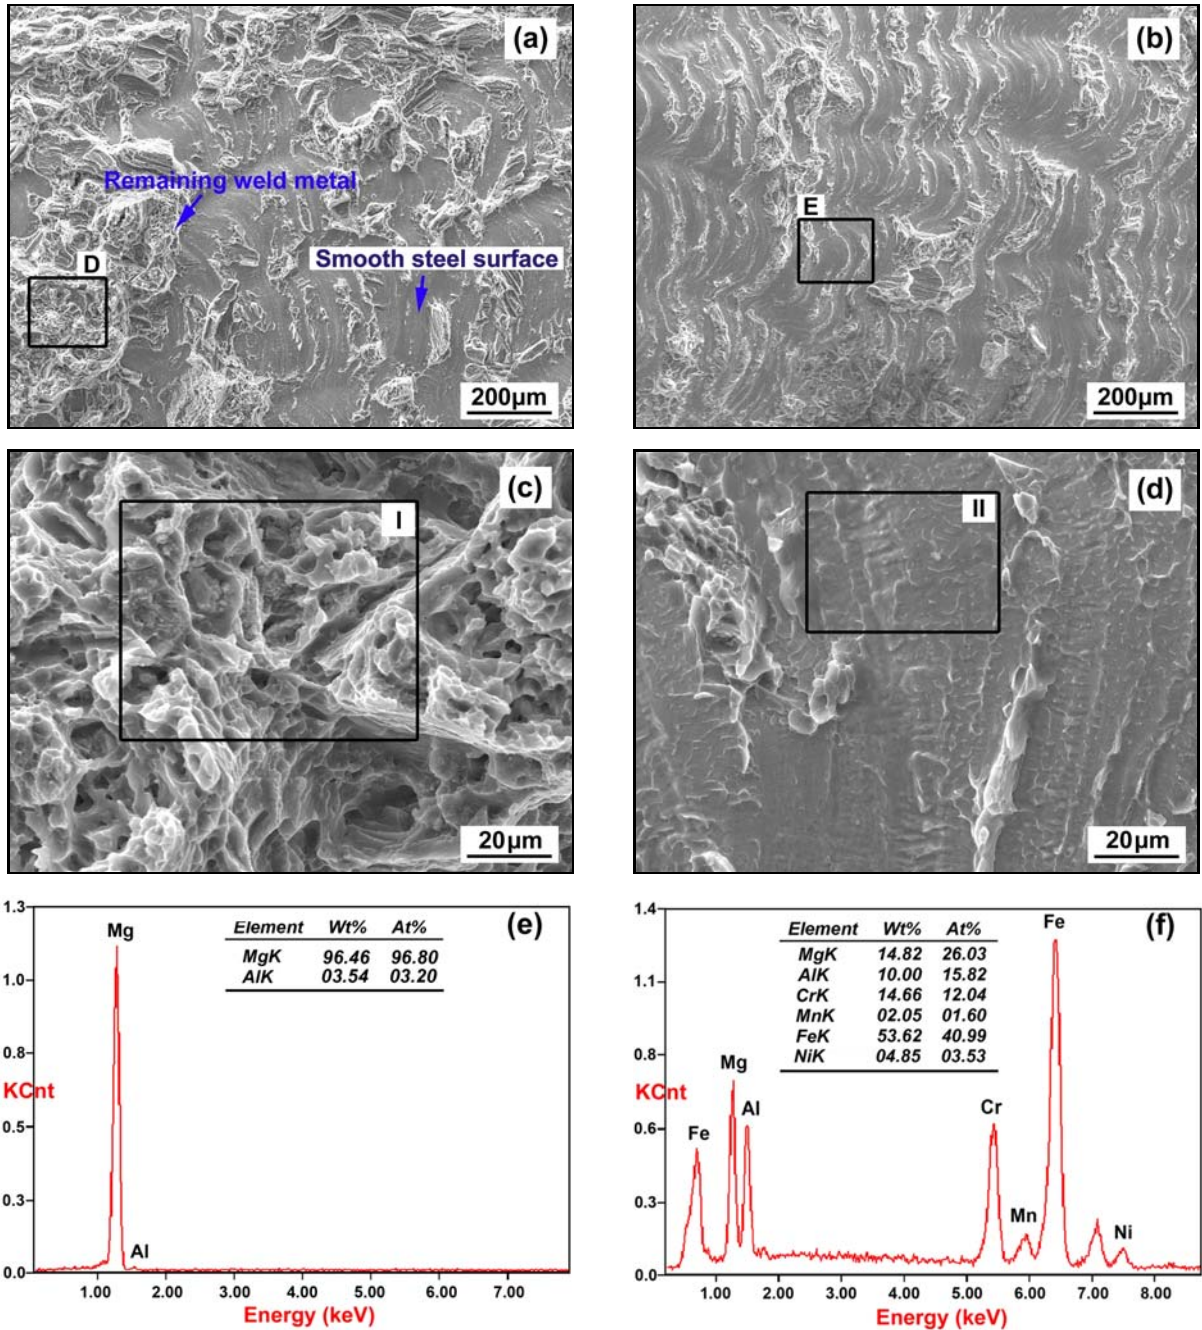 (a)
Remaining weld metal
D
Smooth steel surface
200µm
(b)
E
200µm
(c)
I
20µm
(d)
II
20µm
(e)
1.3
Mg
Element Wt% At%
MgK 96.46 96.80
AlK 03.54 03.20
1.0
0.8
KCnt
0.5
0.3
Al
0.0
1.00 2.00 3.00 4.00 5.00 6.00 7.00
Energy (keV)
(f)
1.4
Fe
Element Wt% At%
MgK 14.82 26.03
AlK 10.00 15.82
CrK 14.66 12.04
MnK 02.05 01.60
FeK 53.62 40.99
NiK 04.85 03.53
1.1
0.8
Mg
KCnt
Al
Cr
0.6
Fe
0.3
Mn
Ni
0.0
1.00 2.00 3.00 4.00 5.00 6.00 7.00 8.00
Energy (keV)